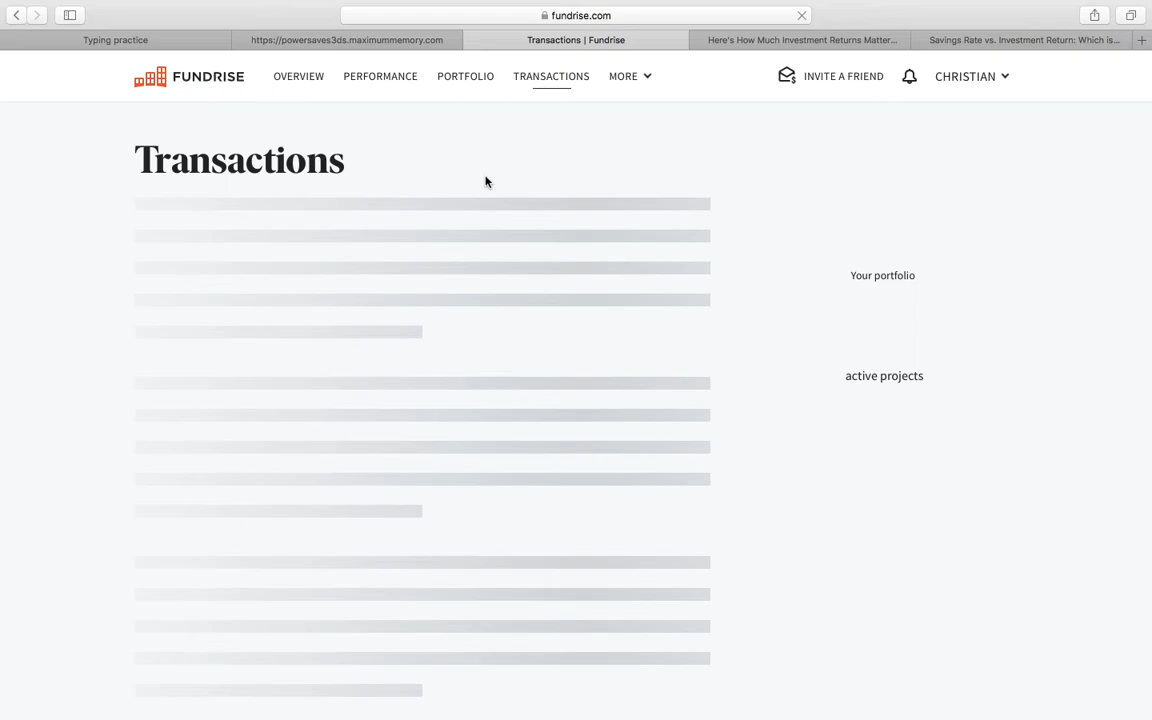 fundrise.com
Typing practice
https://powersaves3ds.maximummemory.com
Transactions | Fundrise
Here's How Much Investment Returns Matter...
Savings Rate vs. Investment Return: Which is...
FUNDRISE
OVERVIEW
PERFORMANCE
PORTFOLIO
TRANSACTIONS
MORE
INVITE A FRIEND
CHRISTIAN
Transactions
Your portfolio
active projects